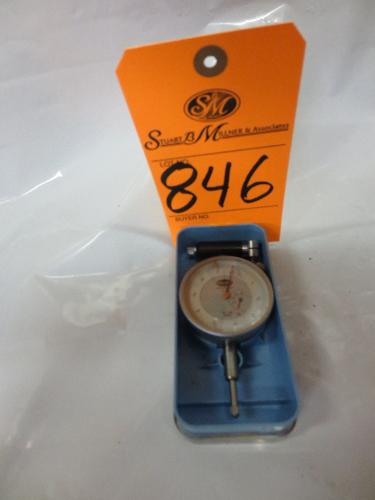 SM
STUART B. MILLNER & Associates
LOT NO.
846
BUYER NO.